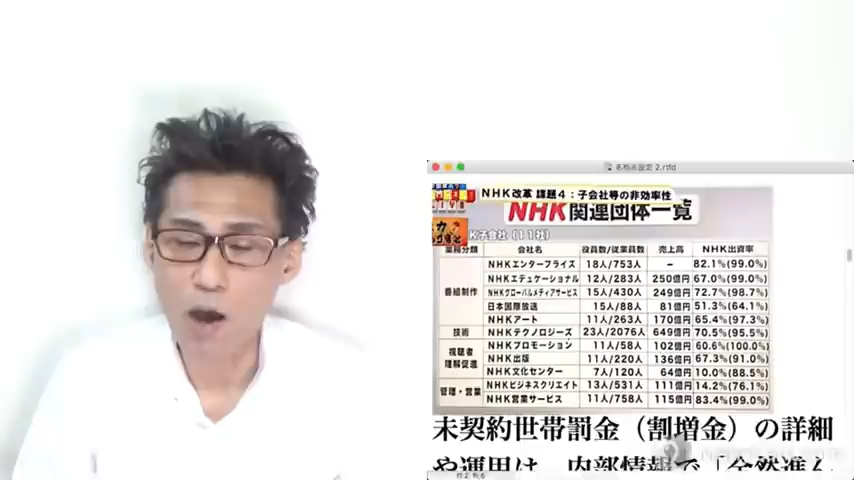 名称未設定 2.rtfd
NHK改革 課題4：子会社等の非効率性
NHK関連団体一覧
K子会社（11社）
業務分類 会社名 役員数/従業員数 売上高 NHK出資率
番組制作 NHKエンタープライズ 18人/753人 － 82.1%(99.0%)
NHKエデュケーショナル 12人/283人 250億円 67.0%(99.0%)
NHKグローバルメディアサービス 15人/430人 249億円 72.7%(98.7%)
日本国際放送 15人/88人 81億円 51.3%(64.1%)
NHKアート 11人/263人 170億円 65.4%(97.3%)
技術 NHKテクノロジーズ 23人/2076人 649億円 70.5%(95.5%)
視聴者理解促進 NHKプロモーション 11人/58人 102億円 60.6%(100.0%)
NHK出版 11人/220人 136億円 67.3%(91.0%)
NHK文化センター 7人/120人 64億円 10.0%(88.5%)
管理・営業 NHKビジネスクリエイト 13人/531人 111億円 14.2%(76.1%)
NHK営業サービス 11人/758人 115億円 83.4%(99.0%)
未契約世帯罰金（割増金）の詳細
や運用は、内部情報で「全然進ん